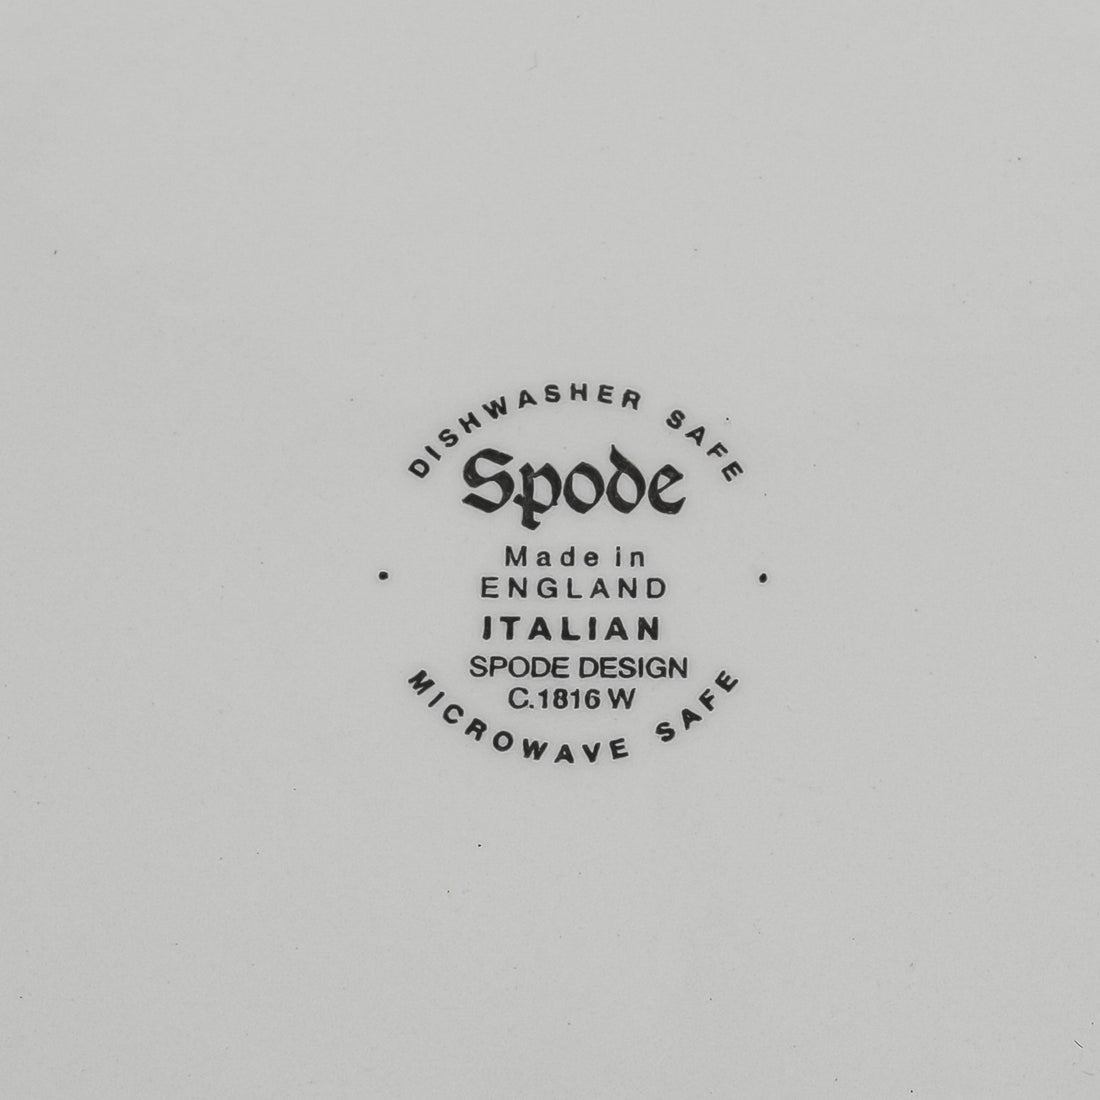 DISHWASHER SAFE
Spode
Made in
ENGLAND
ITALIAN
SPODE DESIGN
C.1816 W
MICROWAVE SAFE